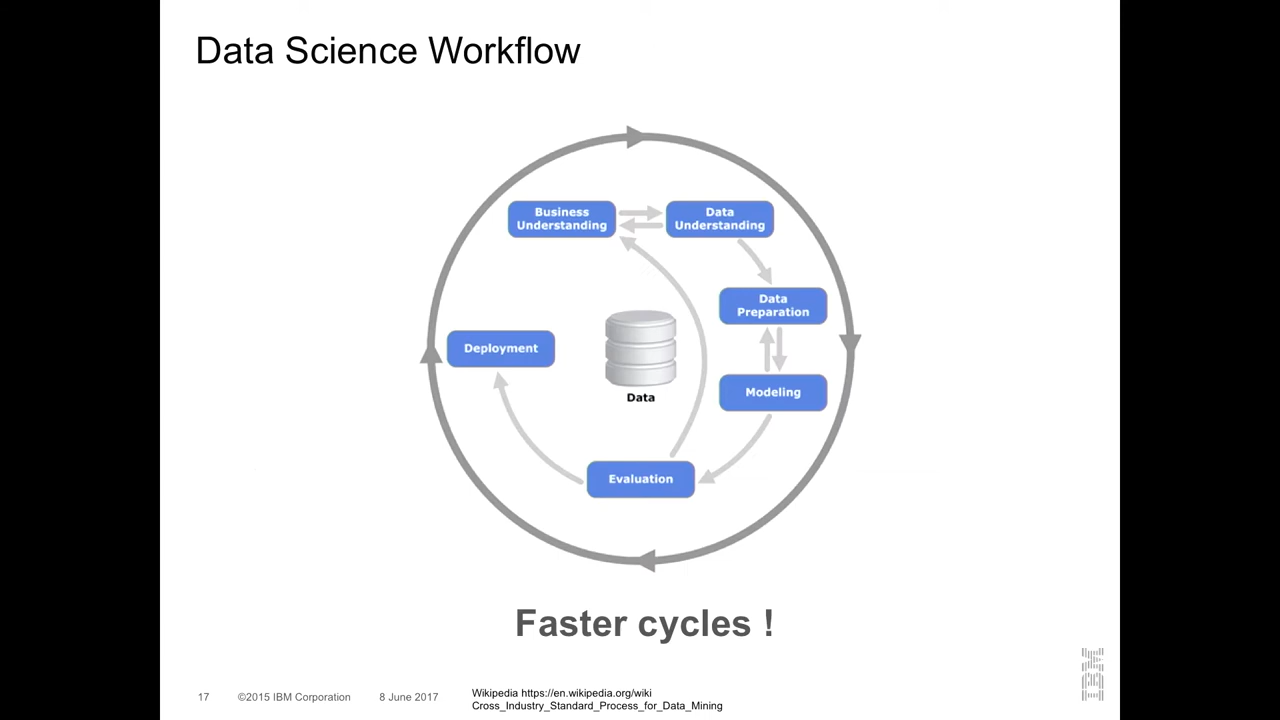 Data Science Workflow
Business
Understanding
Data
Understanding
Data
Preparation
Deployment
Data
Modeling
Evaluation
Faster cycles !
17
©2015 IBM Corporation
8 June 2017
Wikipedia https://en.wikipedia.org/wiki
Cross_Industry_Standard_Process_for_Data_Mining
IBM